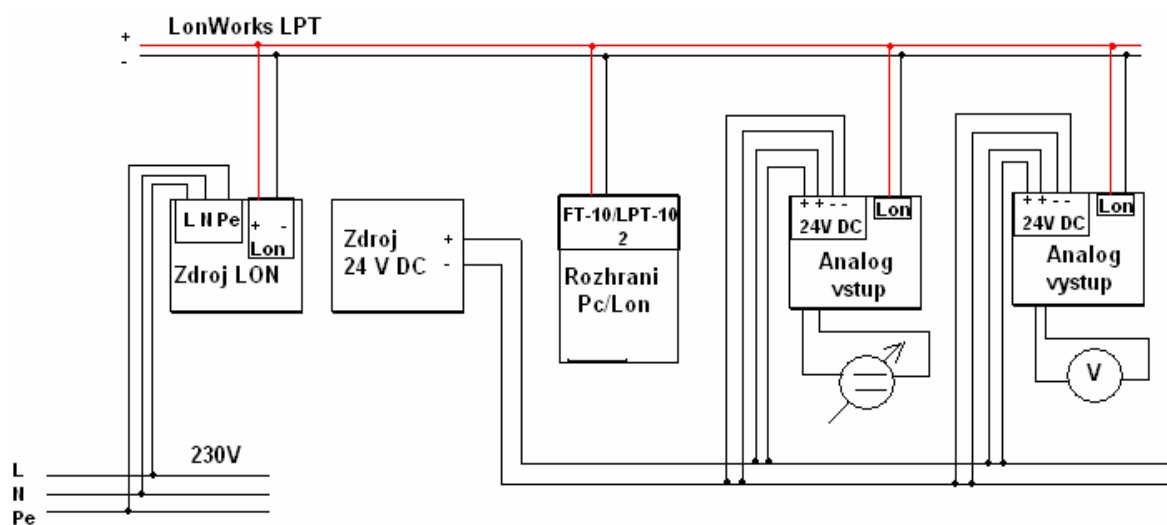 LonWorks LPT
+
-
L N Pe
+ -
Lon
Zdroj LON
Zdroj
24 V DC
+
-
FT-10/LPT-10
2
Rozhrani
Pc/Lon
+ + - -
24V DC
Lon
Analog
vstup
+ + - -
24V DC
Lon
Analog
vystup
V
230V
L
N
Pe